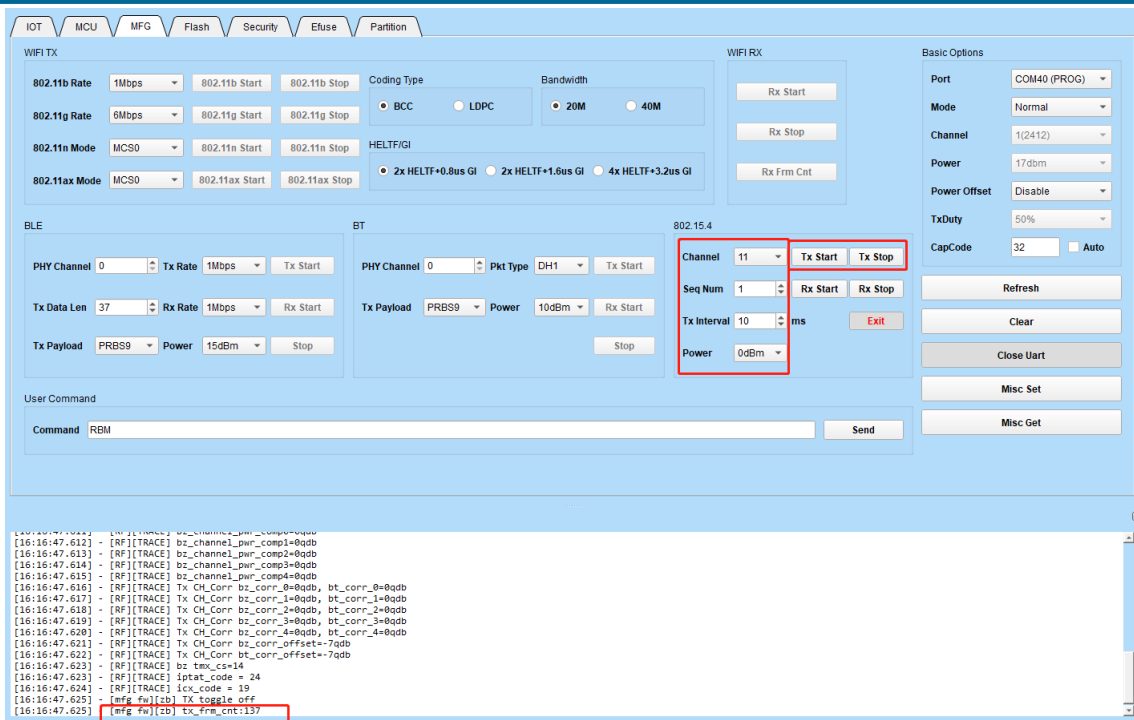 IOT MCU MFG Flash Security Efuse Partition
WIFI TX
802.11b Rate 1Mbps 802.11b Start 802.11b Stop
802.11g Rate 6Mbps 802.11g Start 802.11g Stop
802.11n Mode MCS0 802.11n Start 802.11n Stop
802.11ax Mode MCS0 802.11ax Start 802.11ax Stop
Coding Type
BCC LDPC
Bandwidth
20M 40M
HELTF/GI
2x HELTF+0.8us GI 2x HELTF+1.6us GI 4x HELTF+3.2us GI
WIFI RX
Rx Start
Rx Stop
Rx Frm Cnt
Basic Options
Port COM40 (PROG)
Mode Normal
Channel 1(2412)
Power 17dbm
Power Offset Disable
TxDuty 50%
CapCode 32 Auto
BLE
PHY Channel 0 Tx Rate 1Mbps Tx Start
Tx Data Len 37 Rx Rate 1Mbps Rx Start
Tx Payload PRBS9 Power 15dBm Stop
BT
PHY Channel 0 Pkt Type DH1 Tx Start
Tx Payload PRBS9 Power 10dBm Rx Start
Stop
802.15.4
Channel 11 Tx Start Tx Stop
Seq Num 1 Rx Start Rx Stop
Tx Interval 10 ms Exit
Power 0dBm
Refresh
Clear
Close Uart
Misc Set
Misc Get
User Command
Command RBM Send
[16:16:47.611] - [RF][TRACE] bz_channel_pwr_comp0=0qdb
[16:16:47.612] - [RF][TRACE] bz_channel_pwr_comp1=0qdb
[16:16:47.613] - [RF][TRACE] bz_channel_pwr_comp2=0qdb
[16:16:47.614] - [RF][TRACE] bz_channel_pwr_comp3=0qdb
[16:16:47.615] - [RF][TRACE] bz_channel_pwr_comp4=0qdb
[16:16:47.616] - [RF][TRACE] Tx CH_Corr bz_corr_0=0qdb, bt_corr_0=0qdb
[16:16:47.617] - [RF][TRACE] Tx CH_Corr bz_corr_1=0qdb, bt_corr_1=0qdb
[16:16:47.618] - [RF][TRACE] Tx CH_Corr bz_corr_2=0qdb, bt_corr_2=0qdb
[16:16:47.619] - [RF][TRACE] Tx CH_Corr bz_corr_3=0qdb, bt_corr_3=0qdb
[16:16:47.620] - [RF][TRACE] Tx CH_Corr bz_corr_4=0qdb, bt_corr_4=0qdb
[16:16:47.621] - [RF][TRACE] Tx CH_Corr bz_corr_offset=-7qdb
[16:16:47.622] - [RF][TRACE] Tx CH_Corr bt_corr_offset=-7qdb
[16:16:47.623] - [RF][TRACE] bz tmx_cs=14
[16:16:47.623] - [RF][TRACE] iptat_code = 24
[16:16:47.624] - [RF][TRACE] icx_code = 19
[16:16:47.625] - [mfg fw][zb] TX toggle off
[16:16:47.625] [mfg fw][zb] tx_frm_cnt:137